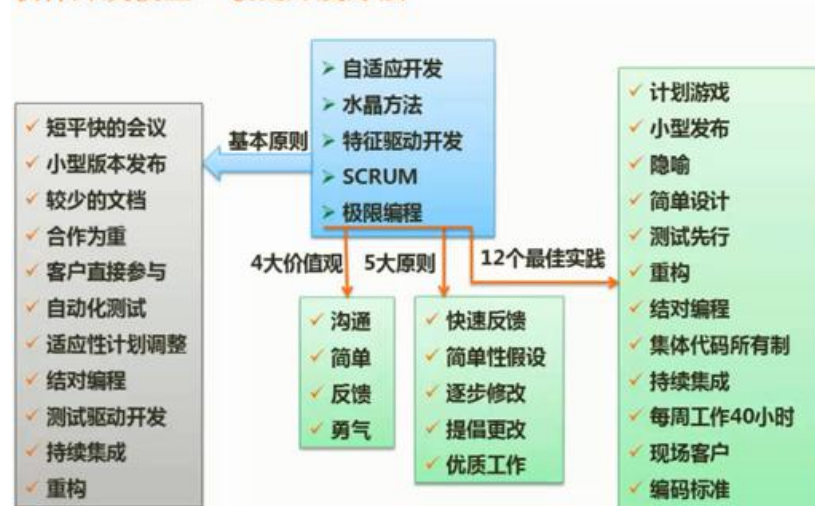 自适应开发
水晶方法
特征驱动开发
SCRUM
极限编程
基本原则
短平快的会议
小型版本发布
较少的文档
合作为重
客户直接参与
自动化测试
适应性计划调整
结对编程
测试驱动开发
持续集成
重构
4大价值观
沟通
简单
反馈
勇气
5大原则
快速反馈
简单性假设
逐步修改
提倡更改
优质工作
12个最佳实践
计划游戏
小型发布
隐喻
简单设计
测试先行
重构
结对编程
集体代码所有制
持续集成
每周工作40小时
现场客户
编码标准